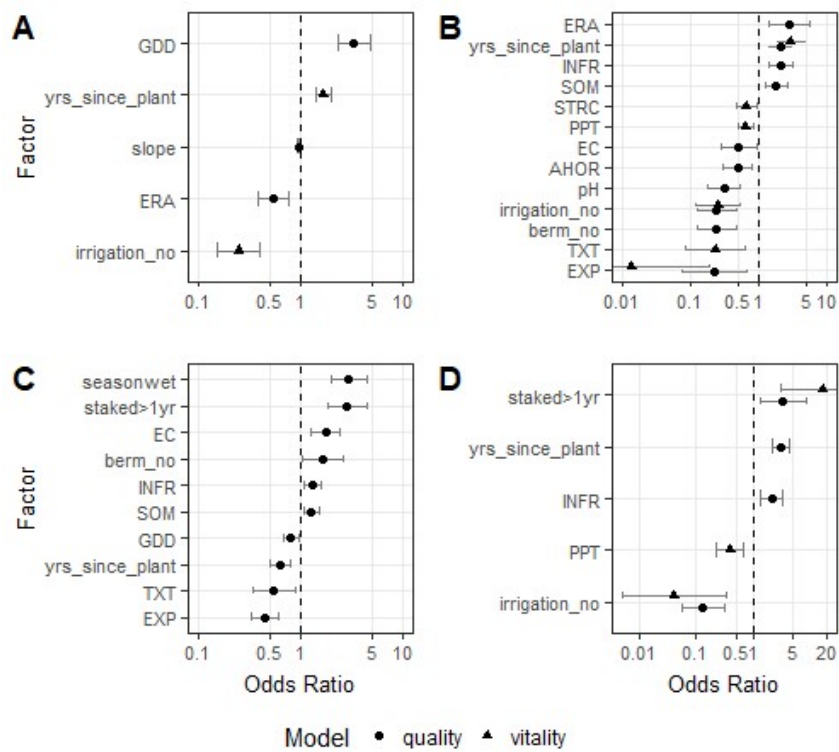 A
Factor
GDD
yrs_since_plant
slope
ERA
irrigation_no
0.1 0.5 1 5 10
B
ERA
yrs_since_plant
INFR
SOM
STRC
PPT
EC
AHOR
pH
irrigation_no
berm_no
TXT
EXP
0.01 0.1 0.5 1 5 10
C
Factor
seasonwet
staked>1yr
EC
berm_no
INFR
SOM
GDD
yrs_since_plant
TXT
EXP
0.1 0.5 1 5 10
Odds Ratio
D
staked>1yr
yrs_since_plant
INFR
PPT
irrigation_no
0.01 0.1 0.5 1 5 20
Odds Ratio
Model quality vitality